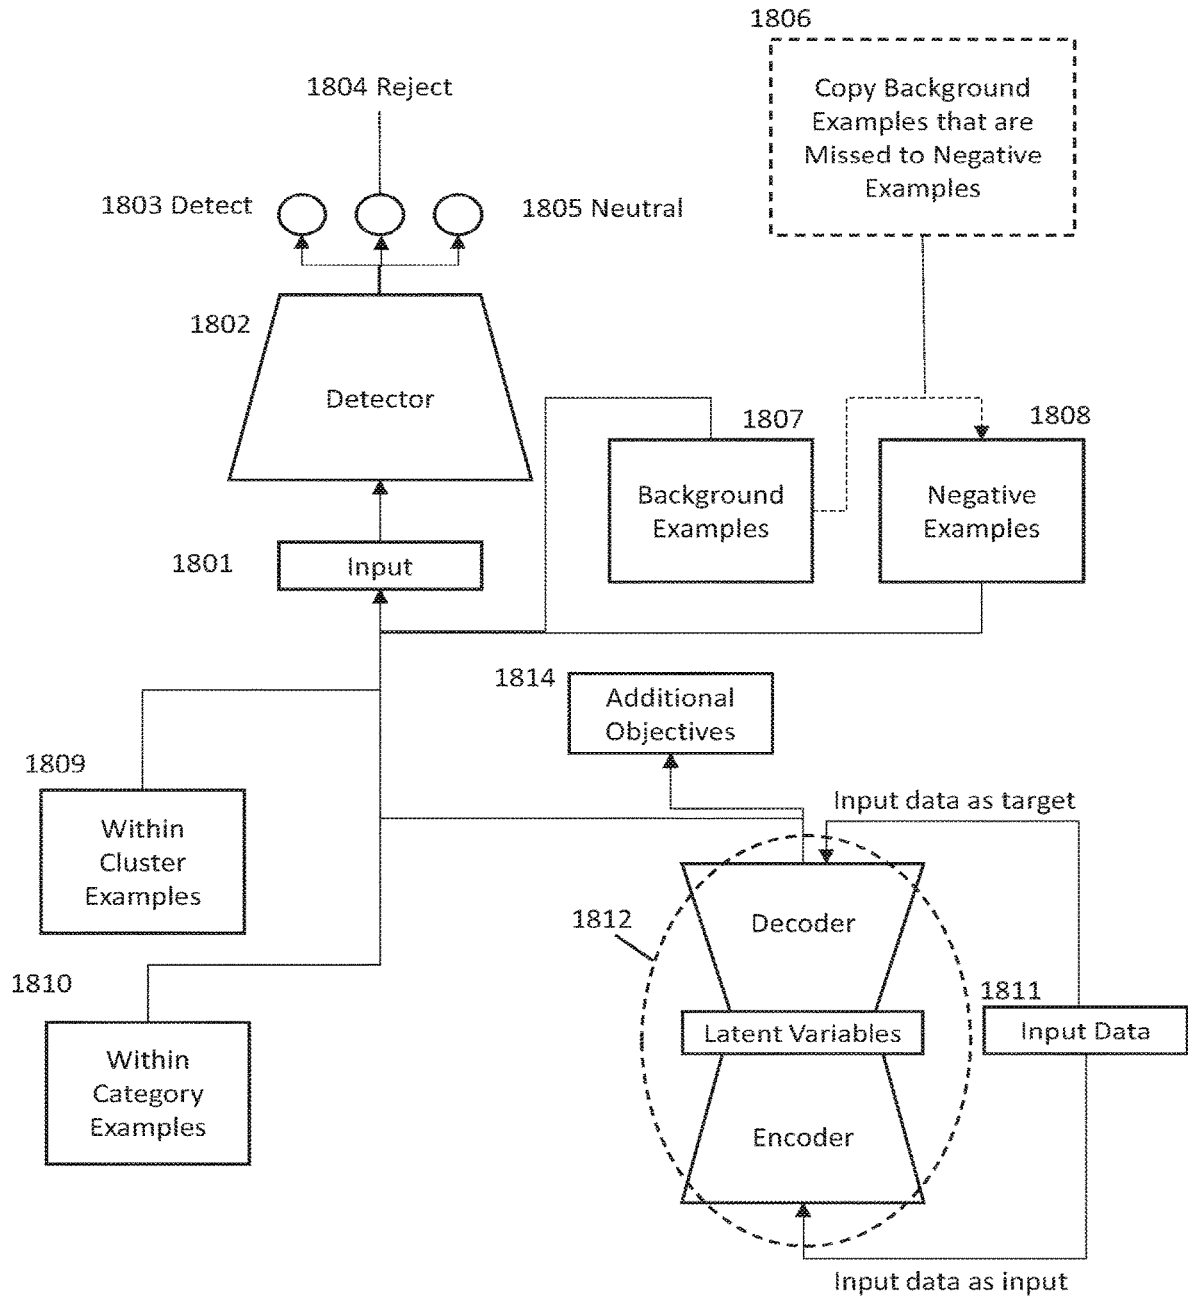 1806
Copy Background
Examples that are
Missed to Negative
Examples
1804 Reject
1803 Detect
1805 Neutral
1802
Detector
1807
Background
Examples
1808
Negative
Examples
1801
Input
1814
Additional
Objectives
1809
Within
Cluster
Examples
Input data as target
1812
Decoder
1810
Within
Category
Examples
Latent Variables
1811
Input Data
Encoder
Input data as input